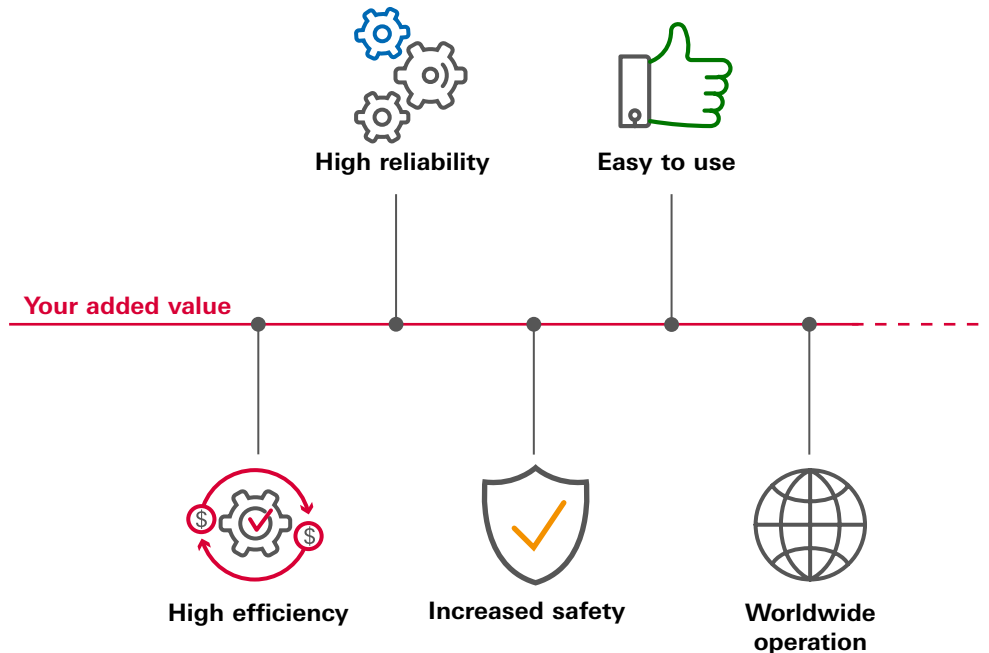 High reliability
Easy to use
Your added value
$
$
High efficiency
Increased safety
Worldwide
operation